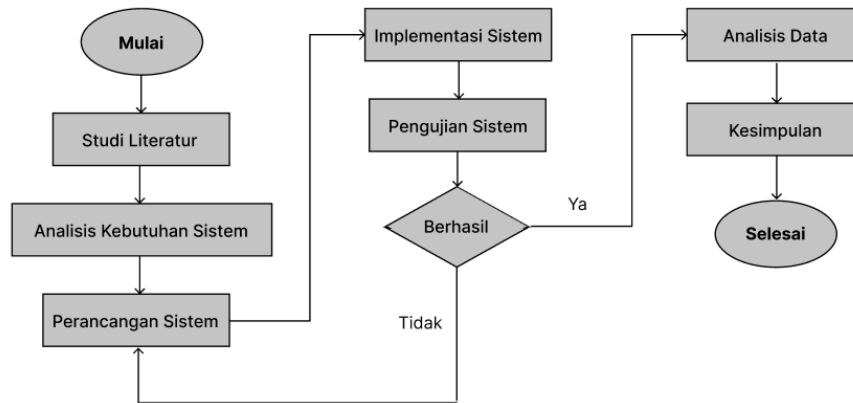 Mulai
Studi Literatur
Analisis Kebutuhan Sistem
Perancangan Sistem
Implementasi Sistem
Pengujian Sistem
Berhasil
Ya
Tidak
Analisis Data
Kesimpulan
Selesai